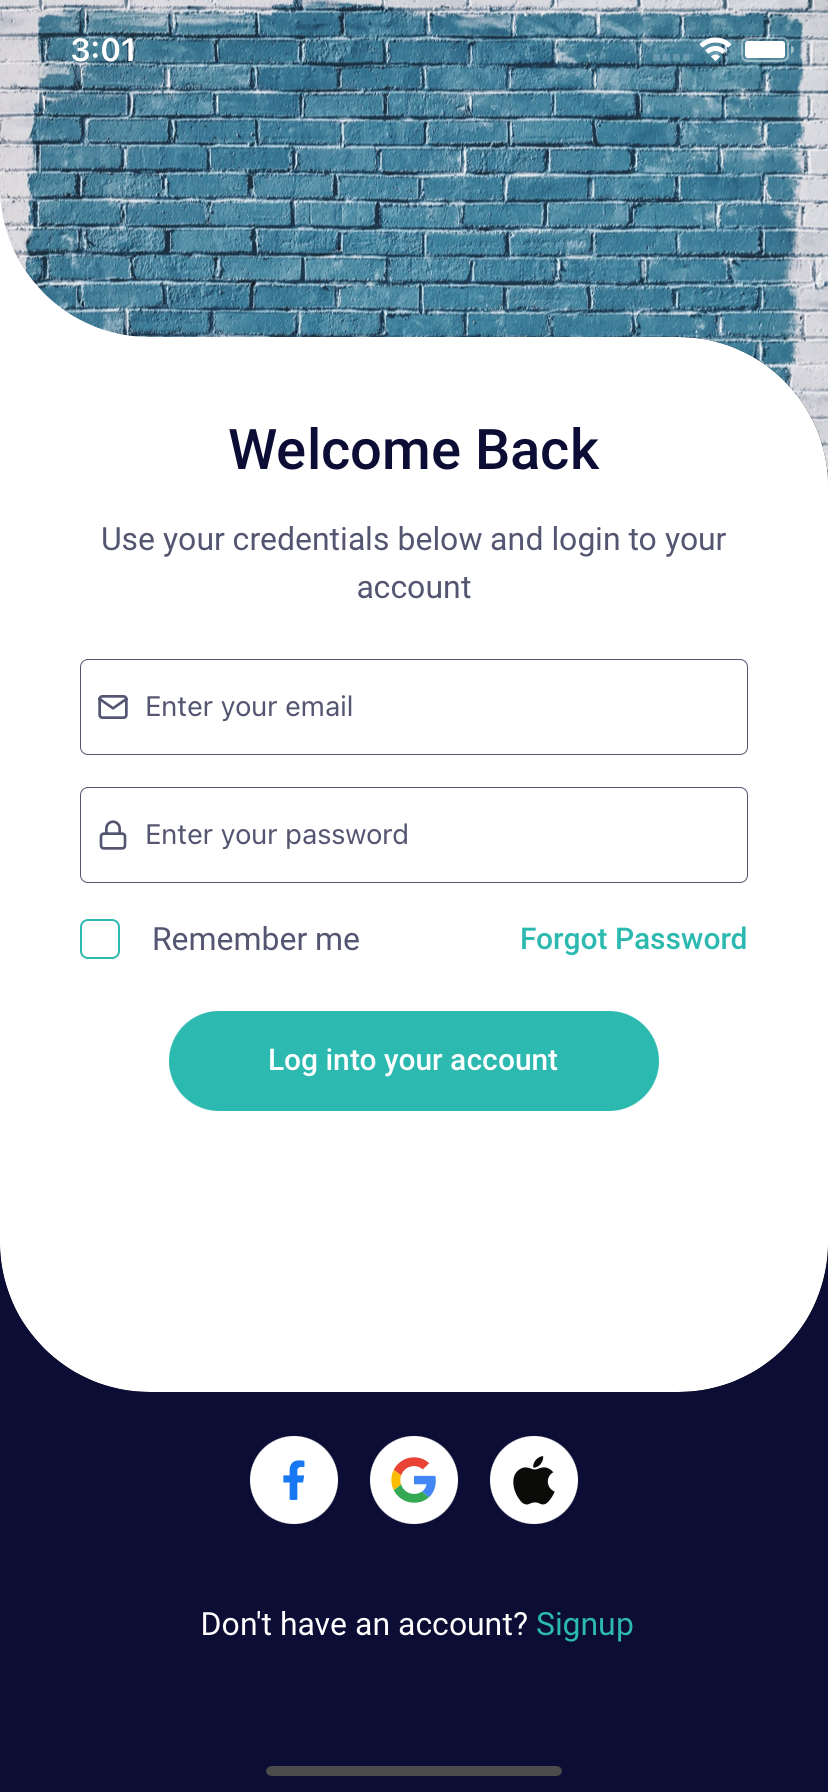 3:01
Welcome Back
Use your credentials below and login to your
account
Enter your email
Enter your password
Remember me
Forgot Password
Log into your account
Don't have an account? Signup